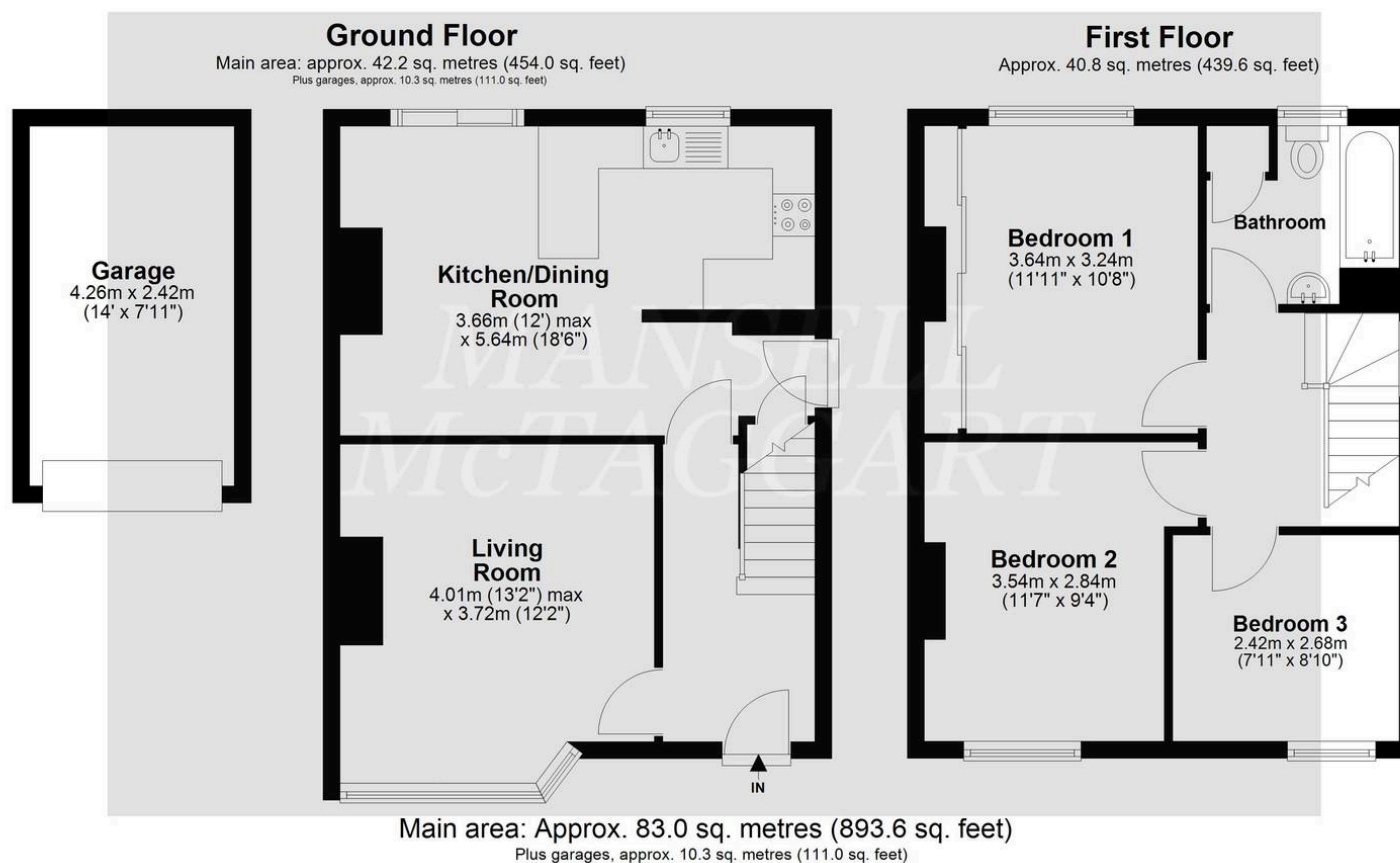 Ground Floor
Main area: approx. 42.2 sq. metres (454.0 sq. feet)
Plus garages, approx. 10.3 sq. metres (111.0 sq. feet)
First Floor
Approx. 40.8 sq. metres (439.6 sq. feet)
Garage
4.26m x 2.42m
(14' x 7'11")
Kitchen/Dining
Room
3.66m (12') max
x 5.64m (18'6")
Living
Room
4.01m (13'2") max
x 3.72m (12'2")
IN
Bedroom 1
3.64m x 3.24m
(11'11" x 10'8")
Bathroom
Bedroom 2
3.54m x 2.84m
(11'7" x 9'4")
Bedroom 3
2.42m x 2.68m
(7'11" x 8'10")
MANSELL
McTAGGART
Main area: Approx. 83.0 sq. metres (893.6 sq. feet)
Plus garages, approx. 10.3 sq. metres (111.0 sq. feet)